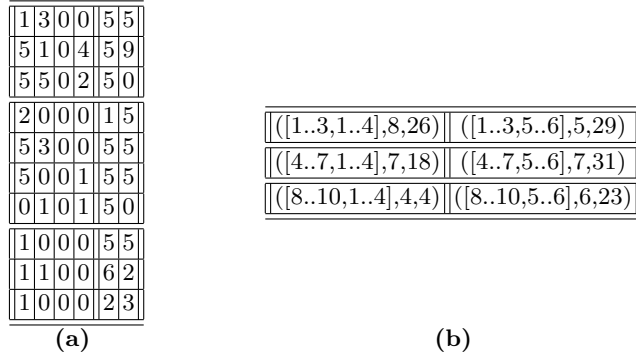 1 3 0 0 5 5
5 1 0 4 5 9
5 5 0 2 5 0
2 0 0 0 1 5
5 3 0 0 5 5
5 0 0 1 5 5
0 1 0 1 5 0
1 0 0 0 5 5
1 1 0 0 6 2
1 0 0 0 2 3
(a)
([1..3,1..4],8,26) ([1..3,5..6],5,29)
([4..7,1..4],7,18) ([4..7,5..6],7,31)
([8..10,1..4],4,4) ([8..10,5..6],6,23)
(b)